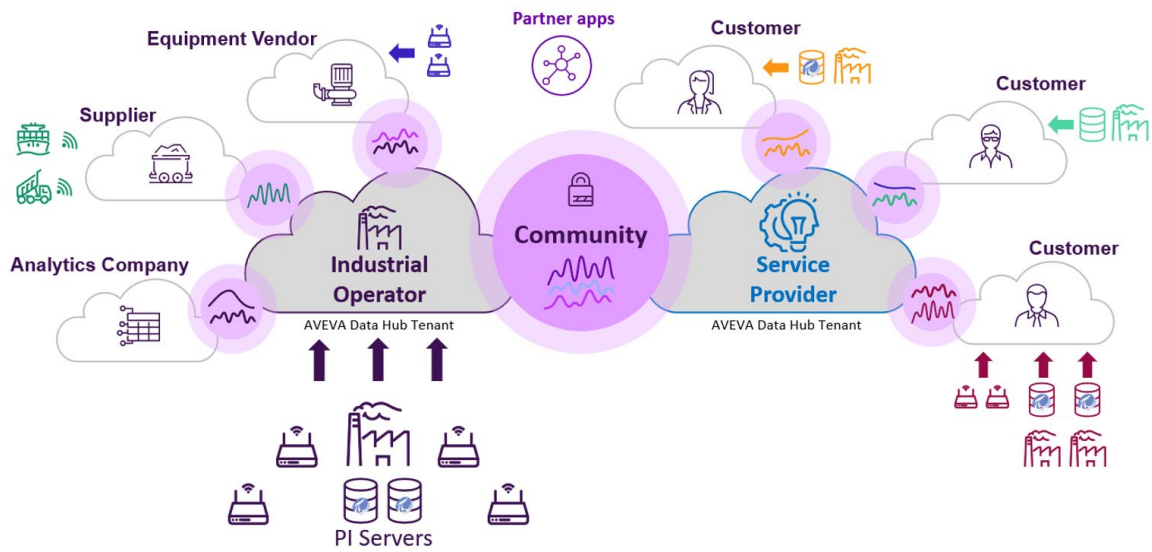 Partner apps
Equipment Vendor
Customer
Customer
Supplier
Community
Industrial
Operator
Service
Provider
Analytics Company
Customer
AVEVA Data Hub Tenant
AVEVA Data Hub Tenant
PI Servers